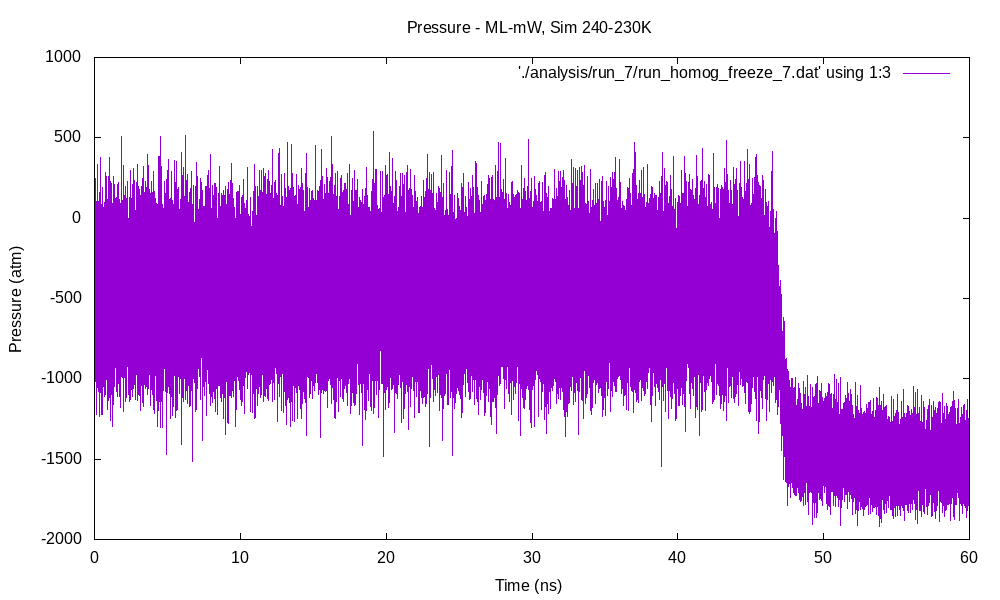 Pressure - ML-mW, Sim 240-230K
'./analysis/run_7/run_homog_freeze_7.dat' using 1:3
1000
500
0
-500
-1000
-1500
-2000
Pressure (atm)
0 10 20 30 40 50 60
Time (ns)